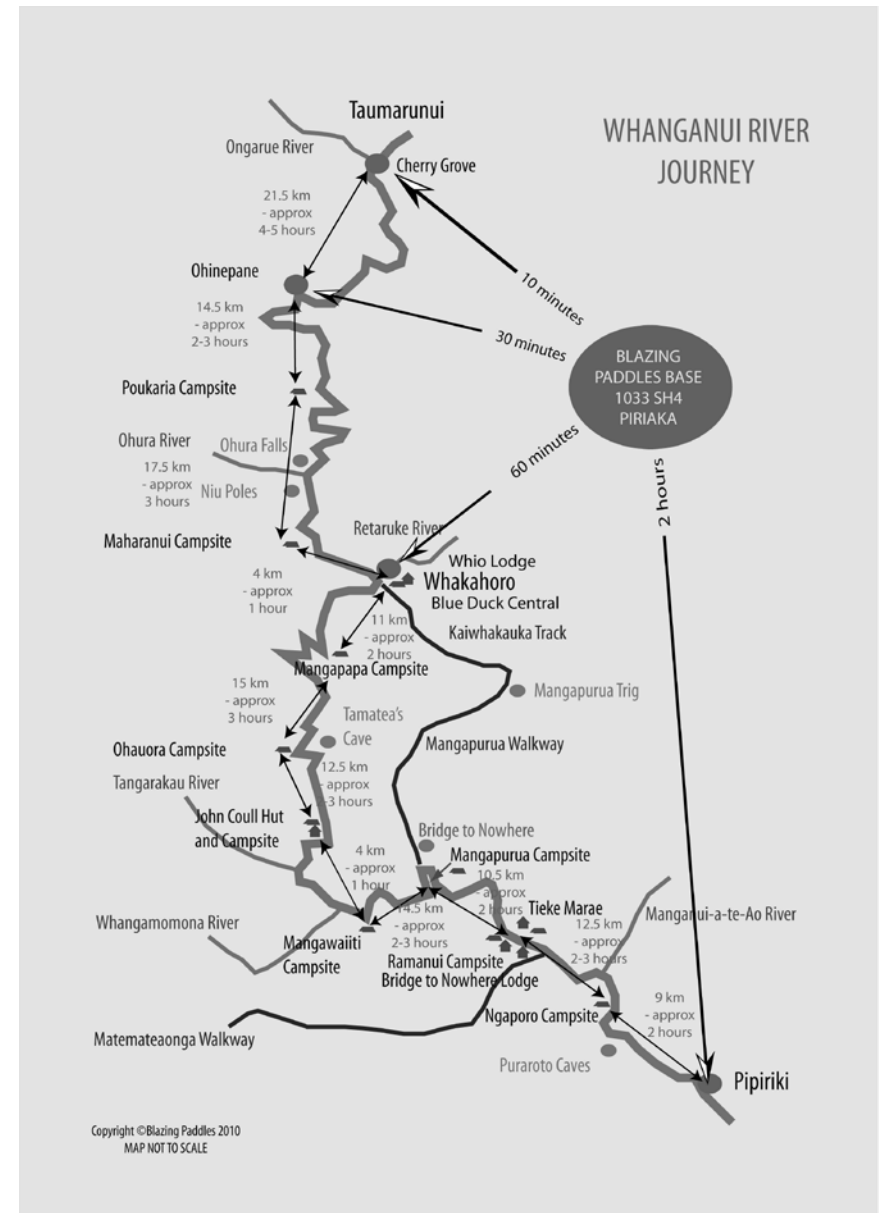 WHANGANUI RIVER
JOURNEY
Taumarunui
Ongarue River
Cherry Grove
21.5 km
- approx
4-5 hours
10 minutes
Ohinepane
30 minutes
14.5 km
- approx
2-3 hours
BLAZING
PADDLES BASE
1033 SH4
PIRIAKA
Poukaria Campsite
60 minutes
2 hours
Ohura River
Ohura Falls
17.5 km
- approx
3 hours
Niu Poles
Maharanui Campsite
Retaruke River
Whio Lodge
Whakahoro
Blue Duck Central
4 km
- approx
1 hour
11 km
- approx
2 hours
Kaiwhakauka Track
Mangapapa Campsite
15 km
- approx
3 hours
Mangapurua Trig
Tamatea's
Cave
Ohauora Campsite
Mangapurua Walkway
12.5 km
- approx
2-3 hours
Tangarakau River
John Coull Hut
and Campsite
Bridge to Nowhere
4 km
- approx
1 hour
Mangapurua Campsite
10.5 km
- approx
2 hours
Tieke Marae
14.5 km
- approx
2-3 hours
12.5 km
- approx
2-3 hours
Manganui-a-te-Ao River
Whangamomona River
Mangawaiiti
Campsite
Ramanui Campsite
Bridge to Nowhere Lodge
Ngaporo Campsite
9 km
- approx
2 hours
Matemateaonga Walkway
Puraroto Caves
Pipiriki
Copyright ©Blazing Paddles 2010
MAP NOT TO SCALE